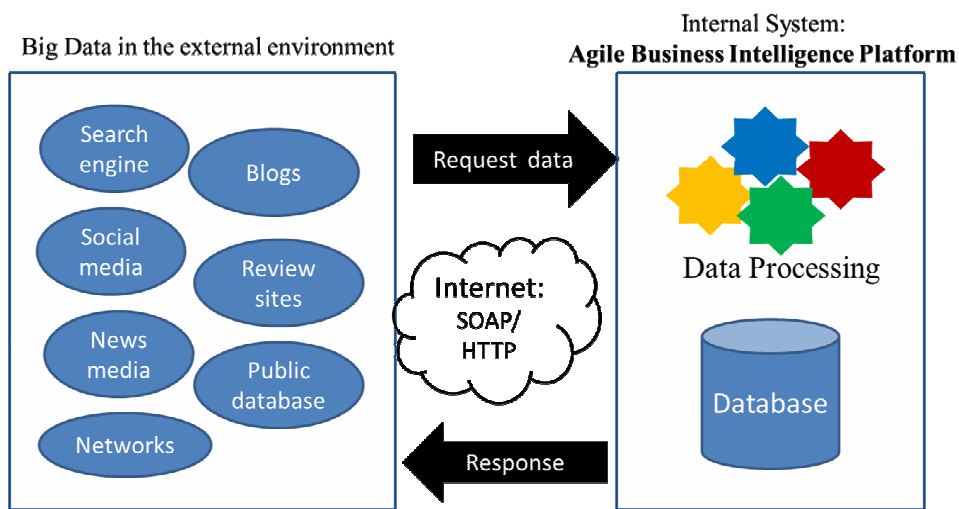 Big Data in the external environment
Internal System:
Agile Business Intelligence Platform
Search
engine
Blogs
Social
media
Review
sites
News
media
Public
database
Networks
Request data
Internet:
SOAP/
HTTP
Response
Data Processing
Database